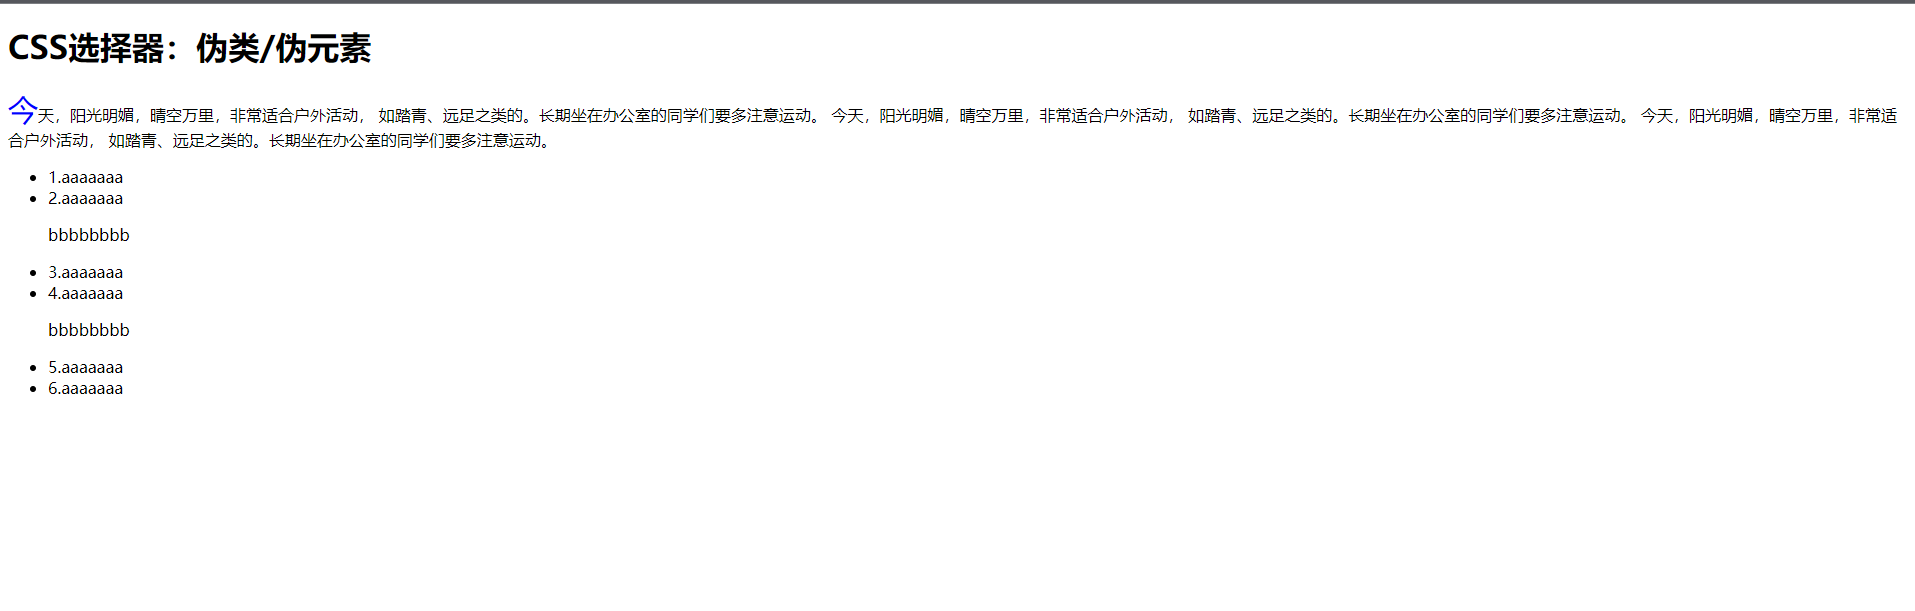 CSS选择器：伪类/伪元素
今天，阳光明媚，晴空万里，非常适合户外活动， 如踏青、远足之类的。长期坐在办公室的同学们要多注意运动。 今天，阳光明媚，晴空万里，非常适合户外活动， 如踏青、远足之类的。长期坐在办公室的同学们要多注意运动。 今天，阳光明媚，晴空万里，非常适
合户外活动， 如踏青、远足之类的。长期坐在办公室的同学们要多注意运动。
• 1.aaaaaaa
• 2.aaaaaaa
bbbbbbbb
• 3.aaaaaaa
• 4.aaaaaaa
bbbbbbbb
• 5.aaaaaaa
• 6.aaaaaaa